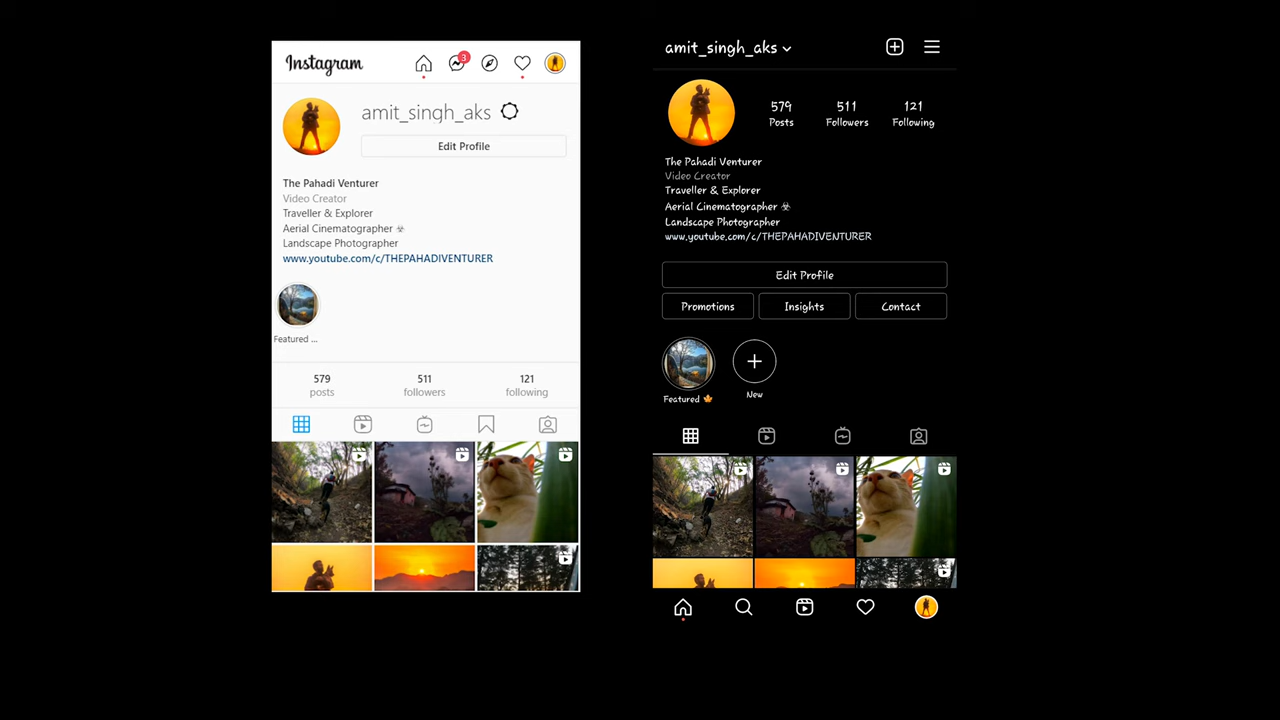 Instagram
3
amit_singh_aks
Edit Profile
The Pahadi Venturer
Video Creator
Traveller & Explorer
Aerial Cinematographer ☣
Landscape Photographer
www.youtube.com/c/THEPAHADIVENTURER
Featured ...
579 511 121
posts followers following
amit_singh_aks
579 511 121
Posts Followers Following
The Pahadi Venturer
Video Creator
Traveller & Explorer
Aerial Cinematographer ☣
Landscape Photographer
www.youtube.com/c/THEPAHADIVENTURER
Edit Profile
Promotions Insights Contact
Featured 🍁 New